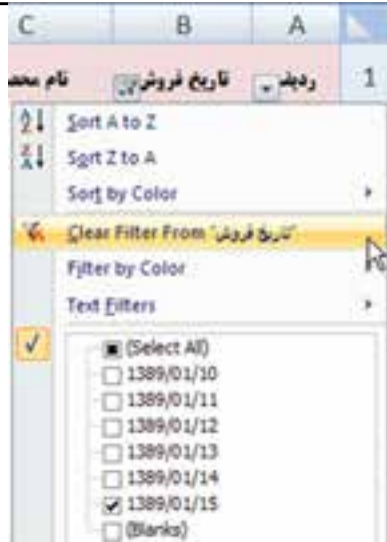 C B A
نام محصـ تاریخ فروش ردیف 1
Sort A to Z
Sort Z to A
Sort by Color
Clear Filter From "تاریخ فروش"
Filter by Color
Text Filters
(Select All)
1389/01/10
1389/01/11
1389/01/12
1389/01/13
1389/01/14
1389/01/15
(Blanks)